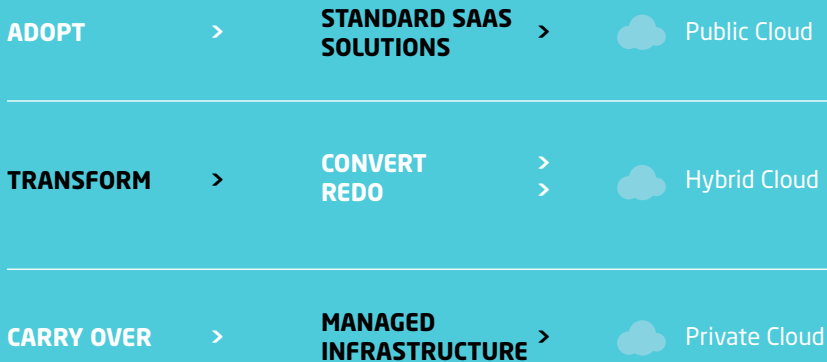 ADOPT > STANDARD SAAS SOLUTIONS > Public Cloud
TRANSFORM > CONVERT > REDO > Hybrid Cloud
CARRY OVER > MANAGED INFRASTRUCTURE > Private Cloud